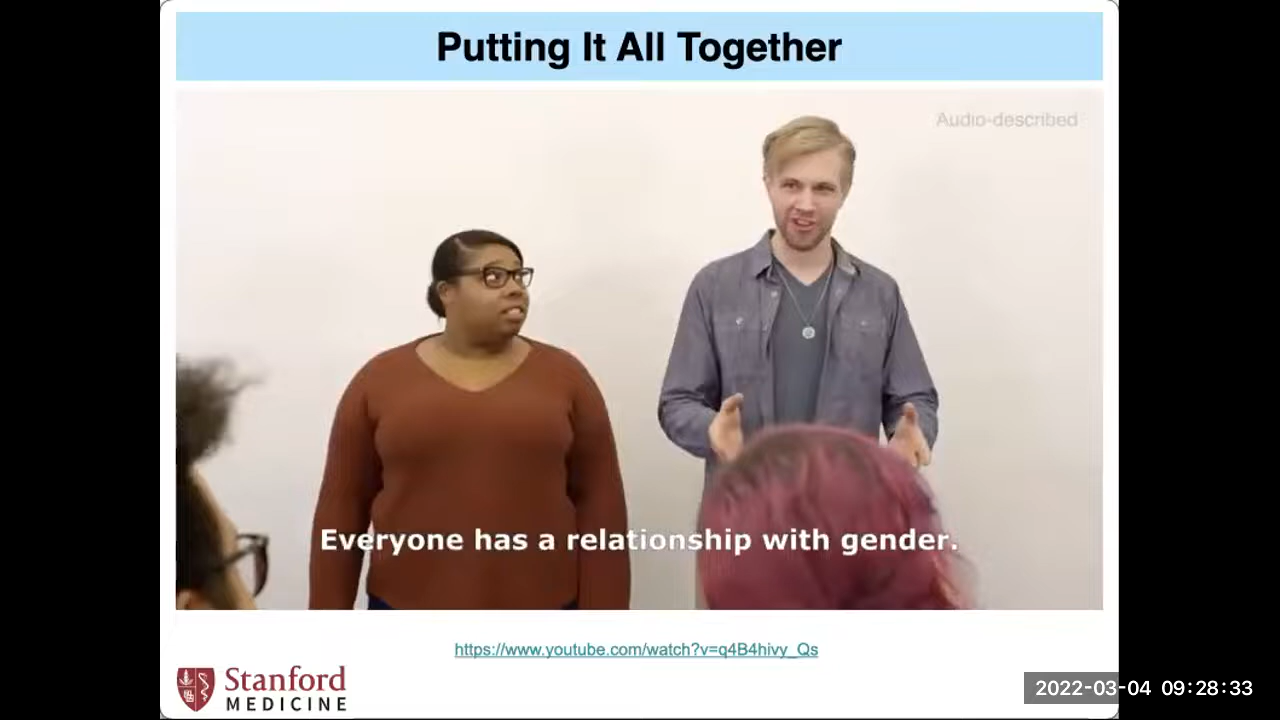 Putting It All Together
Audio-described
Everyone has a relationship with gender.
https://www.youtube.com/watch?v=q4B4hivy_Qs
Stanford
MEDICINE
2022-03-04 09:28:33